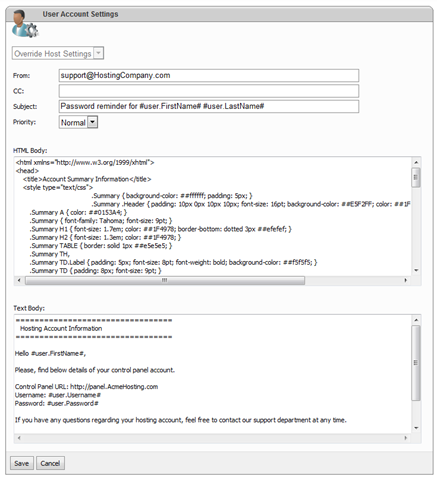 User Account Settings
Override Host Settings
From: support@HostingCompany.com
CC:
Subject: Password reminder for #user.FirstName# #user.LastName#
Priority: Normal
HTML Body:
<html xmlns="http://www.w3.org/1999/xhtml">
<head>
<title>Account Summary Information</title>
<style type="text/css">
.Summary { background-color: ##ffffff; padding: 5px; }
.Summary .Header { padding: 10px 0px 10px 10px; font-size: 16pt; background-color: ##E5F2FF; color: ##1F
.Summary A { color: ##0153A4; }
.Summary { font-family: Tahoma; font-size: 9pt; }
.Summary H1 { font-size: 1.7em; color: ##1F4978; border-bottom: dotted 3px ##efefef; }
.Summary H2 { font-size: 1.3em; color: ##1F4978; }
.Summary TABLE { border: solid 1px ##e5e5e5; }
.Summary TH,
.Summary TD.Label { padding: 5px; font-size: 8pt; font-weight: bold; background-color: ##f5f5f5; }
.Summary TD { padding: 8px; font-size: 9pt; }
Text Body:
=================================
Hosting Account Information
=================================
Hello #user.FirstName#,
Please, find below details of your control panel account.
Control Panel URL: http://panel.AcmeHosting.com
Username: #user.Username#
Password: #user.Password#
If you have any questions regarding your hosting account, feel free to contact our support department at any time.
Save Cancel